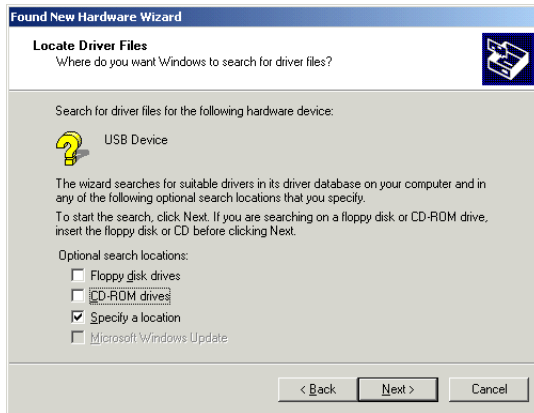 Found New Hardware Wizard
Locate Driver Files
Where do you want Windows to search for driver files?
Search for driver files for the following hardware device:
USB Device
The wizard searches for suitable drivers in its driver database on your computer and in
any of the following optional search locations that you specify.
To start the search, click Next. If you are searching on a floppy disk or CD-ROM drive,
insert the floppy disk or CD before clicking Next.
Optional search locations:
Floppy disk drives
CD-ROM drives
Specify a location
Microsoft Windows Update
< Back Next > Cancel